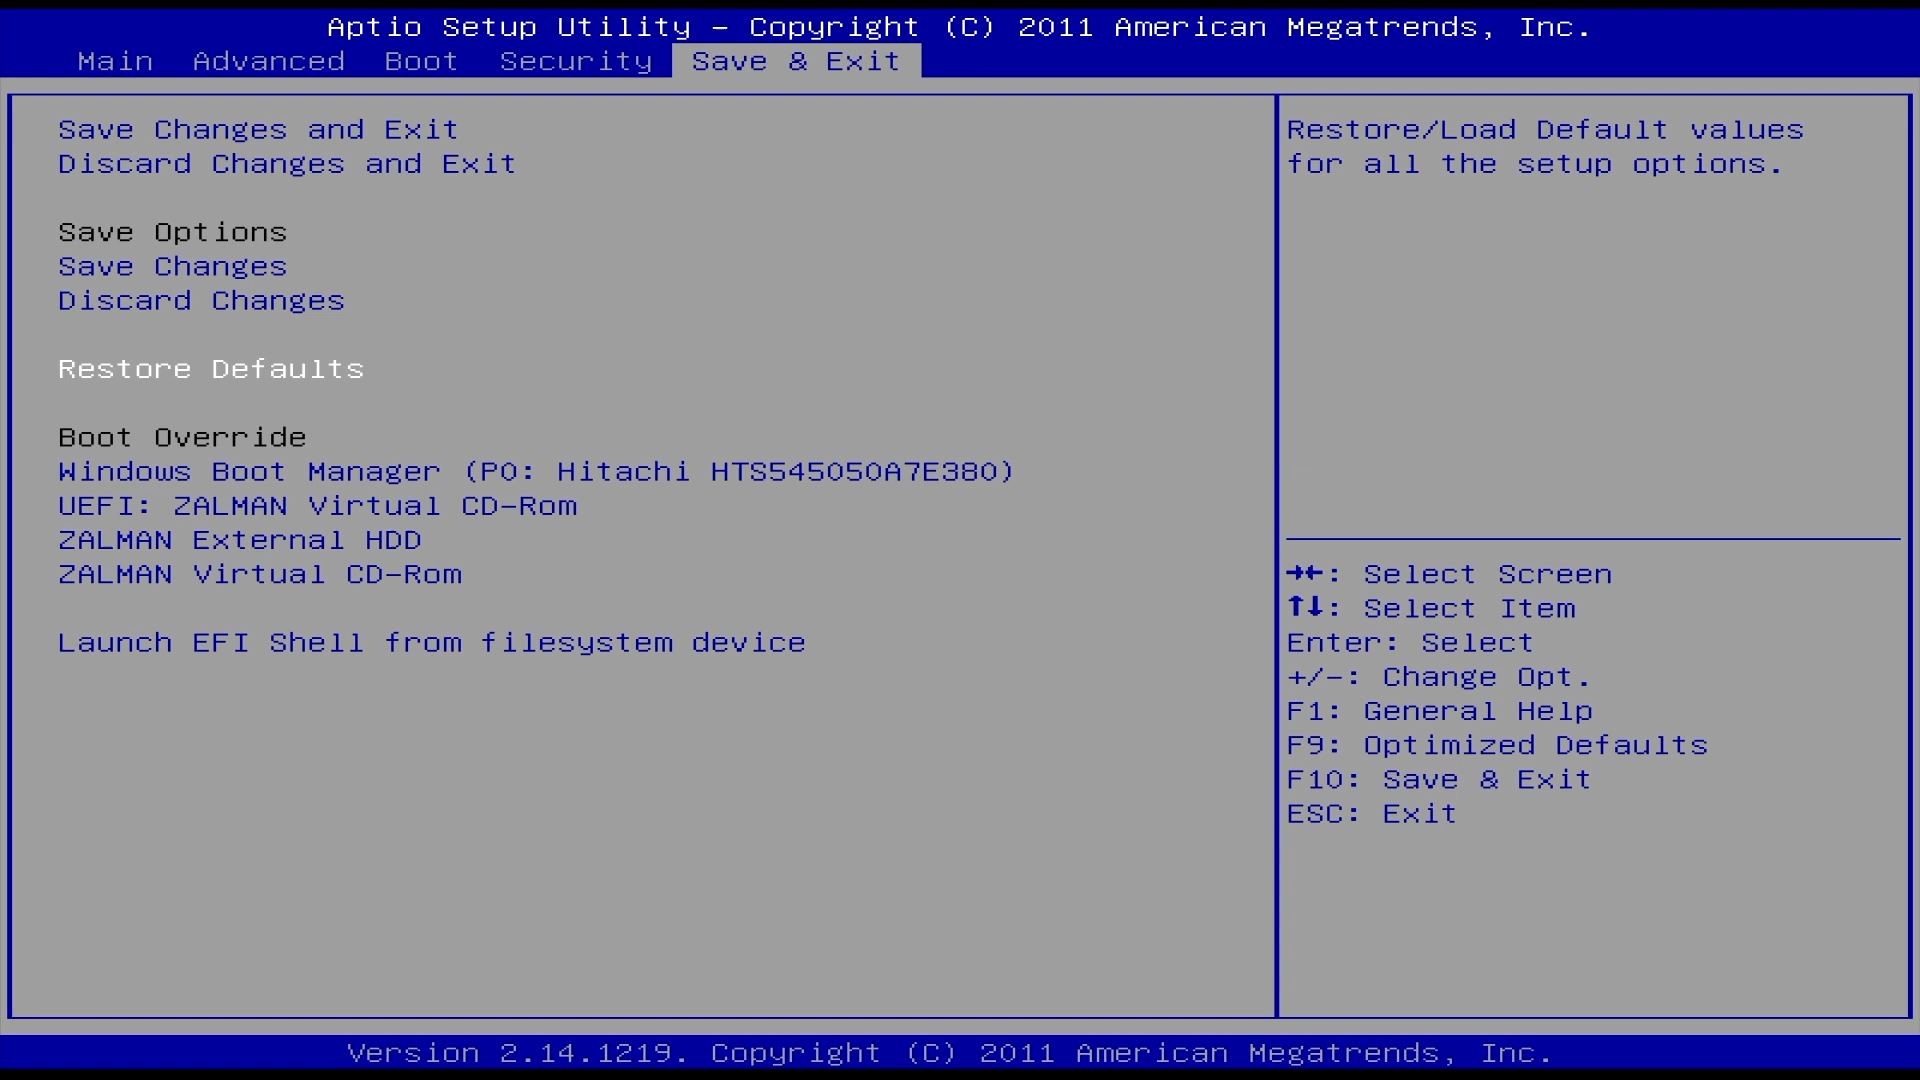 Aptio Setup Utility – Copyright (C) 2011 American Megatrends, Inc.
Main Advanced Boot Security Save & Exit
Save Changes and Exit
Discard Changes and Exit
Save Options
Save Changes
Discard Changes
Restore Defaults
Boot Override
Windows Boot Manager (P0: Hitachi HTS545050A7E380)
UEFI: ZALMAN Virtual CD-Rom
ZALMAN External HDD
ZALMAN Virtual CD-Rom
Launch EFI Shell from filesystem device
Restore/Load Default values
for all the setup options.
→←: Select Screen
↑↓: Select Item
Enter: Select
+/-: Change Opt.
F1: General Help
F9: Optimized Defaults
F10: Save & Exit
ESC: Exit
Version 2.14.1219. Copyright (C) 2011 American Megatrends, Inc.